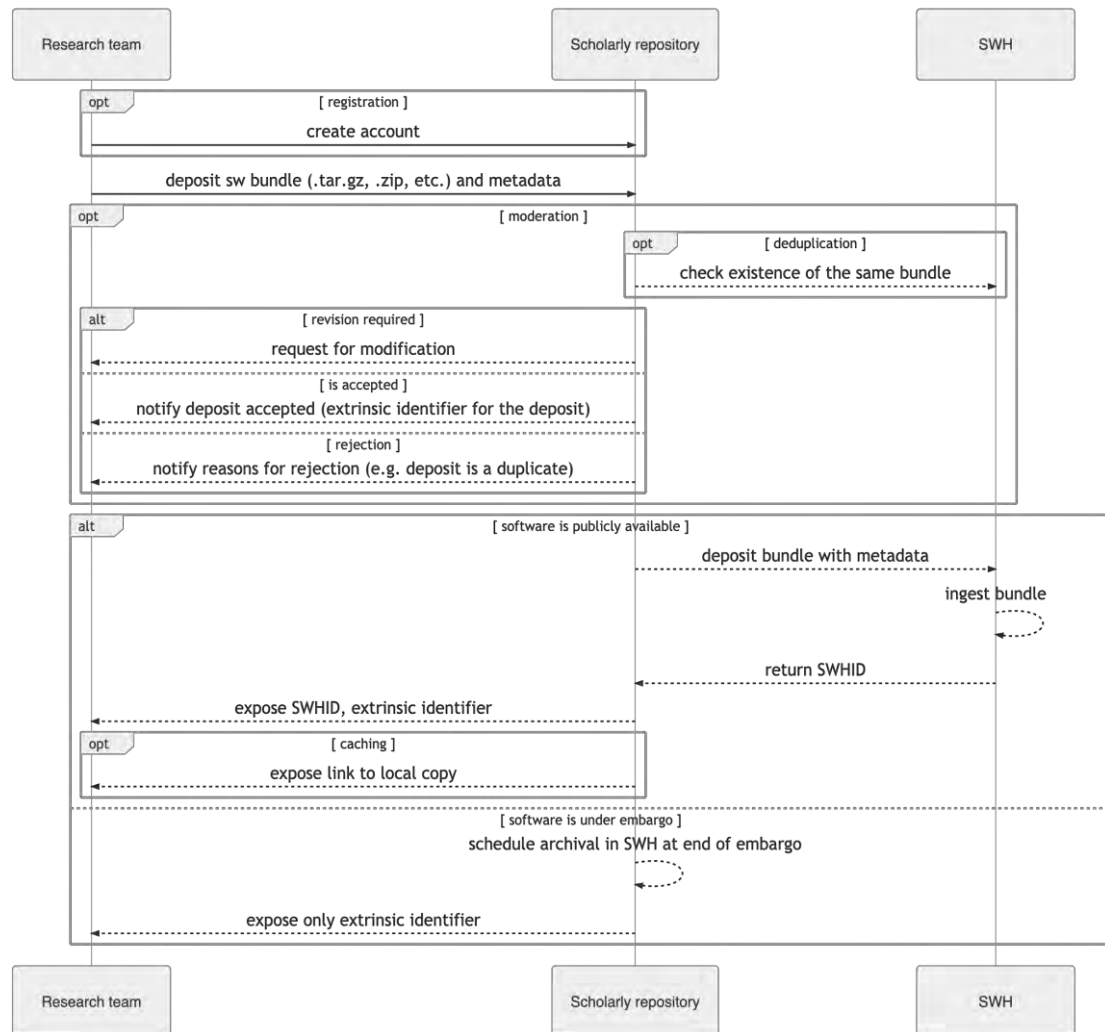 Research team
Scholarly repository
SWH
opt
[ registration ]
create account
deposit sw bundle (.tar.gz, .zip, etc.) and metadata
opt
[ moderation ]
opt
[ deduplication ]
check existence of the same bundle
alt
[ revision required ]
request for modification
[ is accepted ]
notify deposit accepted (extrinsic identifier for the deposit)
[ rejection ]
notify reasons for rejection (e.g. deposit is a duplicate)
alt
[ software is publicly available ]
deposit bundle with metadata
ingest bundle
return SWHID
expose SWHID, extrinsic identifier
opt
[ caching ]
expose link to local copy
[ software is under embargo ]
schedule archival in SWH at end of embargo
expose only extrinsic identifier
Research team
Scholarly repository
SWH